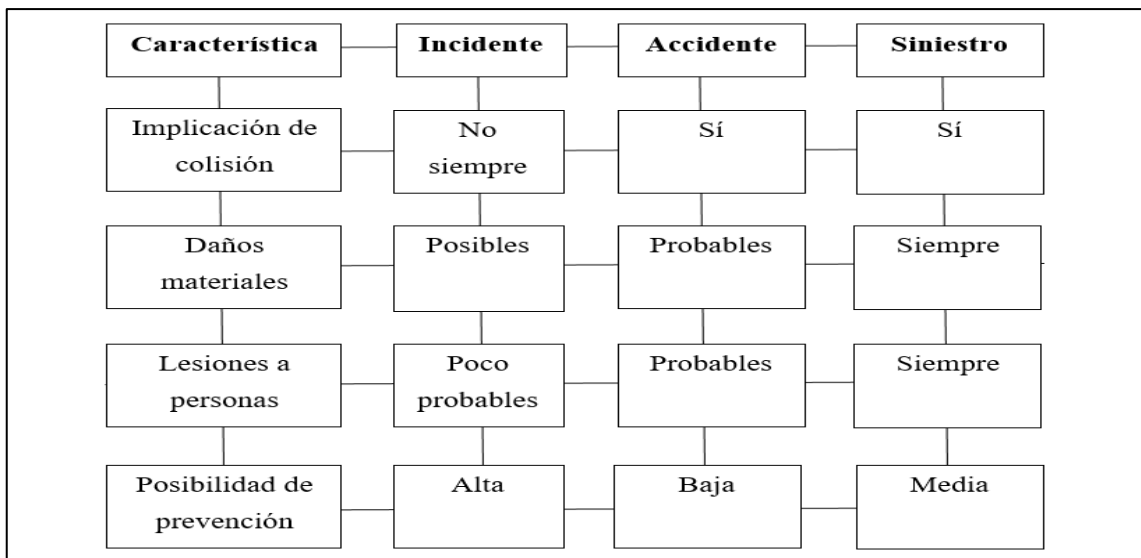 Característica Incidente Accidente Siniestro
Implicación de
colisión
No
siempre
Sí
Sí
Daños
materiales
Posibles
Probables
Siempre
Lesiones a
personas
Poco
probables
Probables
Siempre
Posibilidad de
prevención
Alta
Baja
Media